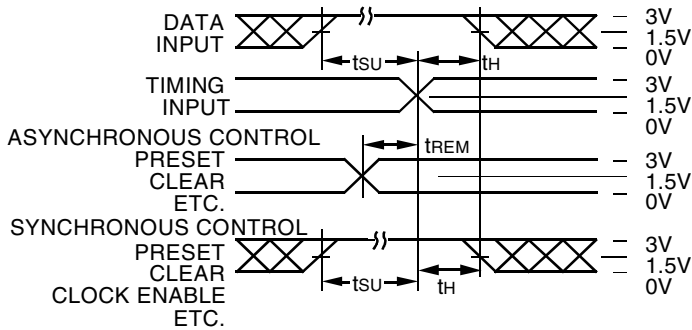 DATA
INPUT
tSU
tH
3V
1.5V
0V
TIMING
INPUT
3V
1.5V
0V
ASYNCHRONOUS CONTROL
PRESET
CLEAR
ETC.
tREM
3V
1.5V
0V
SYNCHRONOUS CONTROL
PRESET
CLEAR
CLOCK ENABLE
ETC.
tSU
tH
3V
1.5V
0V